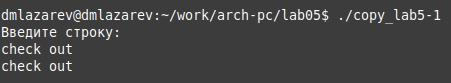 dmlazarev@dmlazarev:~/work/arch-pc/lab05$ ./copy_lab5-1
Введите строку:
check out
check out